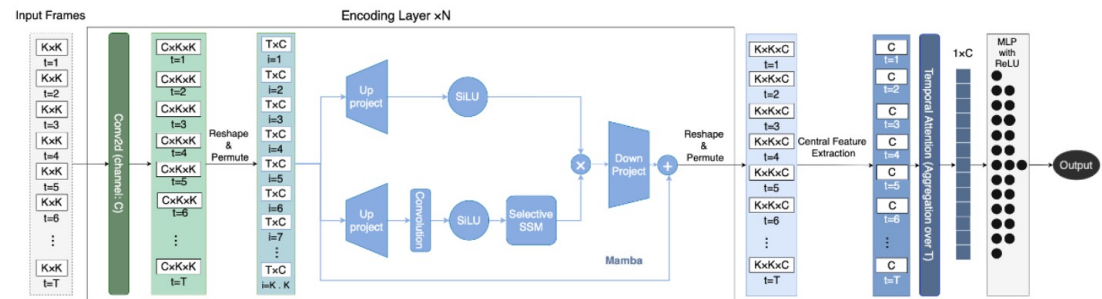 Input Frames
Encoding Layer ×N
K×K
t=1
K×K
t=2
K×K
t=3
K×K
t=4
K×K
t=5
K×K
t=6
⋮
K×K
t=T
Conv2d (channel: C)
C×K×K
t=1
C×K×K
t=2
C×K×K
t=3
C×K×K
t=4
C×K×K
t=5
C×K×K
t=6
⋮
C×K×K
t=T
Reshape
&
Permute
T×C
i=1
T×C
i=2
T×C
i=3
T×C
i=4
T×C
i=5
T×C
i=6
T×C
i=7
⋮
T×C
i=K . K
Up
project
SiLU
Up
project
Convolution
SiLU
Selective
SSM
×
Down
Project
+
Mamba
Reshape
&
Permute
K×K×C
t=1
K×K×C
t=2
K×K×C
t=3
K×K×C
t=4
K×K×C
t=5
K×K×C
t=6
⋮
K×K×C
t=T
Central Feature
Extraction
C
t=1
C
t=2
C
t=3
C
t=4
C
t=5
C
t=6
⋮
C
t=T
Temporal Attention (Aggregation over T)
1×C
MLP
with
ReLU
Output